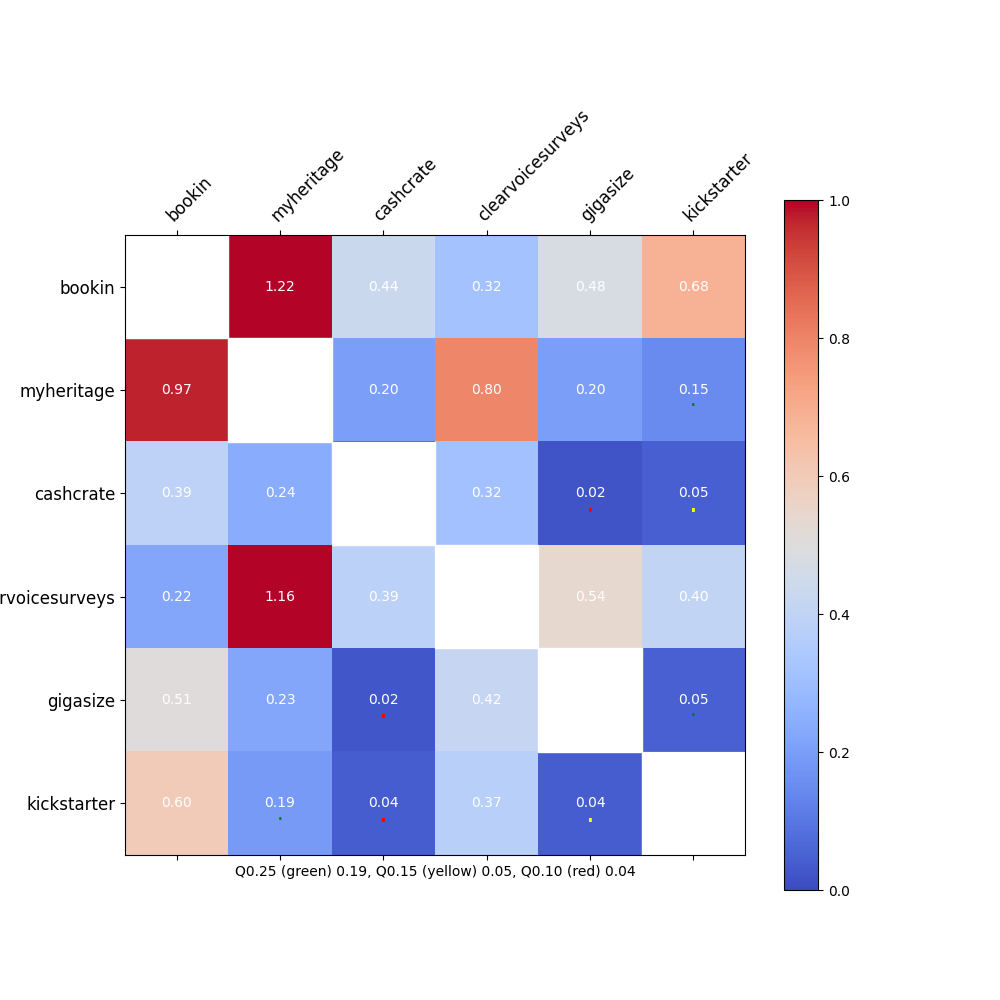 bookin myheritage cashcrate clearvoicesurveys gigasize kickstarter
1.0
bookin 1.22 0.44 0.32 0.48 0.68
0.8
myheritage 0.97 0.20 0.80 0.20 0.15
0.6
cashcrate 0.39 0.24 0.32 0.02 0.05
rvoicesurveys 0.22 1.16 0.39 0.54 0.40
0.4
gigasize 0.51 0.23 0.02 0.42 0.05
0.2
kickstarter 0.60 0.19 0.04 0.37 0.04
Q0.25 (green) 0.19, Q0.15 (yellow) 0.05, Q0.10 (red) 0.04
0.0